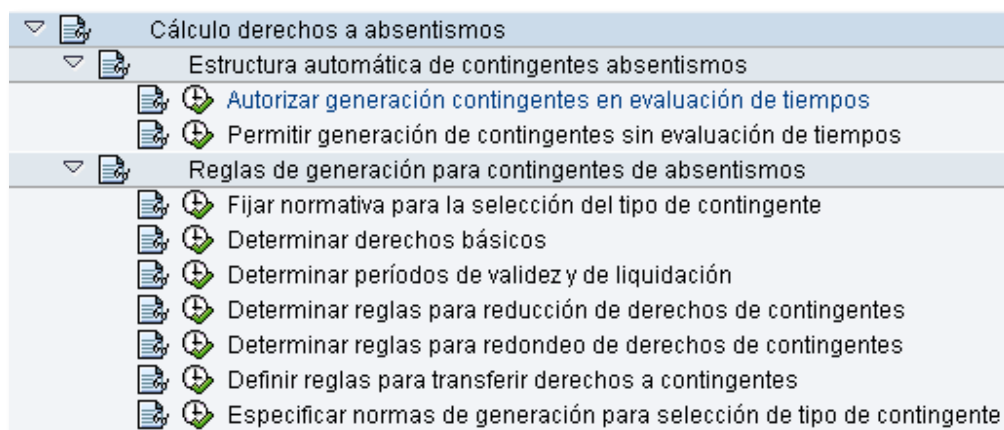 Cálculo derechos a absentismos
Estructura automática de contingentes absentismos
Autorizar generación contingentes en evaluación de tiempos
Permitir generación de contingentes sin evaluación de tiempos
Reglas de generación para contingentes de absentismos
Fijar normativa para la selección del tipo de contingente
Determinar derechos básicos
Determinar períodos de validez y de liquidación
Determinar reglas para reducción de derechos de contingentes
Determinar reglas para redondeo de derechos de contingentes
Definir reglas para transferir derechos a contingentes
Especificar normas de generación para selección de tipo de contingente